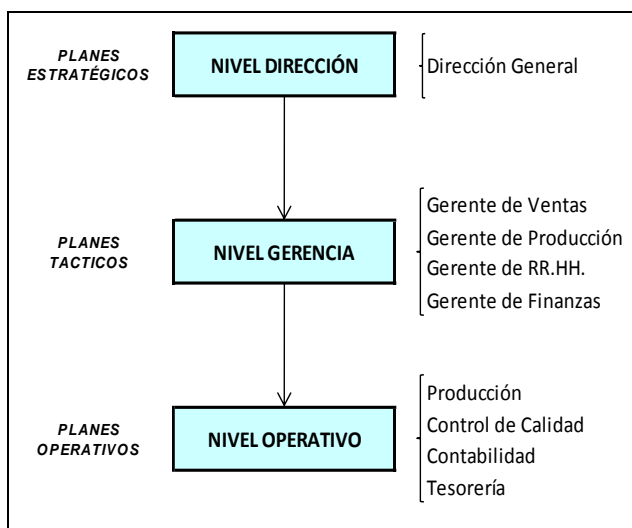 PLANES
ESTRATÉGICOS
NIVEL DIRECCIÓN
Dirección General
PLANES
TACTICOS
NIVEL GERENCIA
Gerente de Ventas
Gerente de Producción
Gerente de RR.HH.
Gerente de Finanzas
PLANES
OPERATIVOS
NIVEL OPERATIVO
Producción
Control de Calidad
Contabilidad
Tesorería